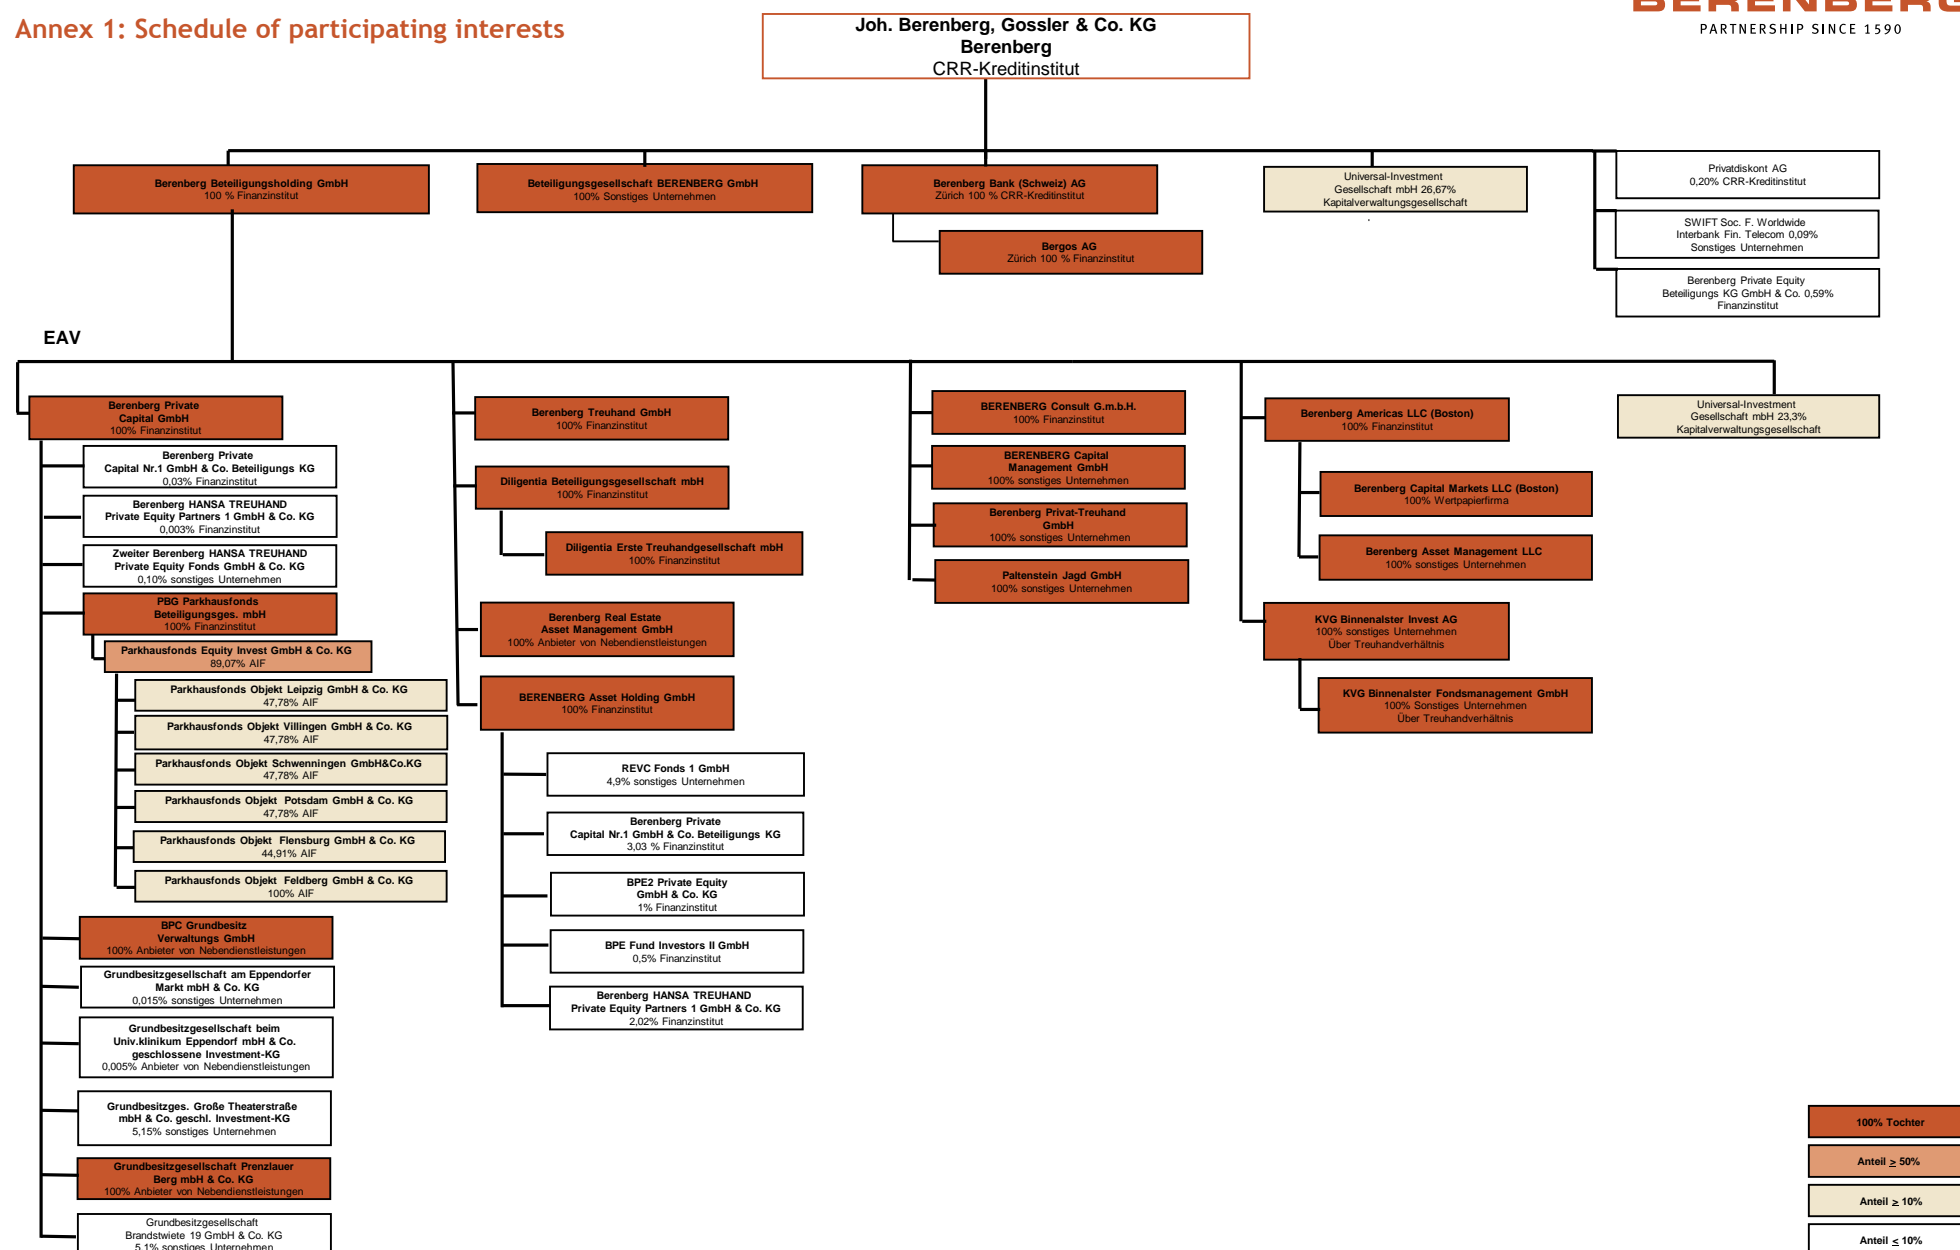 Annex 1: Schedule of participating interests
BERENBERG
PARTNERSHIP SINCE 1590
Joh. Berenberg, Gossler & Co. KG
Berenberg
CRR-Kreditinstitut
Berenberg Beteiligungsholding GmbH
100 % Finanzinstitut
Beteiligungsgesellschaft BERENBERG GmbH
100% Sonstiges Unternehmen
Berenberg Bank (Schweiz) AG
Zürich 100 % CRR-Kreditinstitut
Bergos AG
Zürich 100 % Finanzinstitut
Universal-Investment
Gesellschaft mbH 26,67%
Kapitalverwaltungsgesellschaft
.
Privatdiskont AG
0,20% CRR-Kreditinstitut
SWIFT Soc. F. Worldwide
Interbank Fin. Telecom 0,09%
Sonstiges Unternehmen
Berenberg Private Equity
Beteiligungs KG GmbH & Co. 0,59%
Finanzinstitut
EAV
Berenberg Private
Capital GmbH
100% Finanzinstitut
Berenberg Private
Capital Nr.1 GmbH & Co. Beteiligungs KG
0,03% Finanzinstitut
Berenberg HANSA TREUHAND
Private Equity Partners 1 GmbH & Co. KG
0,003% Finanzinstitut
Zweiter Berenberg HANSA TREUHAND
Private Equity Fonds GmbH & Co. KG
0,10% sonstiges Unternehmen
PBG Parkhausfonds
Beteiligungsges. mbH
100% Finanzinstitut
Parkhausfonds Equity Invest GmbH & Co. KG
89,07% AIF
Parkhausfonds Objekt Leipzig GmbH & Co. KG
47,78% AIF
Parkhausfonds Objekt Villingen GmbH & Co. KG
47,78% AIF
Parkhausfonds Objekt Schwenningen GmbH&Co.KG
47,78% AIF
Parkhausfonds Objekt Potsdam GmbH & Co. KG
47,78% AIF
Parkhausfonds Objekt Flensburg GmbH & Co. KG
44,91% AIF
Parkhausfonds Objekt Feldberg GmbH & Co. KG
100% AIF
BPC Grundbesitz
Verwaltungs GmbH
100% Anbieter von Nebendienstleistungen
Grundbesitzgesellschaft am Eppendorfer
Markt mbH & Co. KG
0,015% sonstiges Unternehmen
Grundbesitzgesellschaft beim
Univ.klinikum Eppendorf mbH & Co.
geschlossene Investment-KG
0,005% Anbieter von Nebendienstleistungen
Grundbesitzges. Große Theaterstraße
mbH & Co. geschl. Investment-KG
5,15% sonstiges Unternehmen
Grundbesitzgesellschaft Prenzlauer
Berg mbH & Co. KG
100% Anbieter von Nebendienstleistungen
Grundbesitzgesellschaft
Brandstwiete 19 GmbH & Co. KG
5,1% sonstiges Unternehmen
Berenberg Treuhand GmbH
100% Finanzinstitut
Diligentia Beteiligungsgesellschaft mbH
100% Finanzinstitut
Diligentia Erste Treuhandgesellschaft mbH
100% Finanzinstitut
Berenberg Real Estate
Asset Management GmbH
100% Anbieter von Nebendienstleistungen
BERENBERG Asset Holding GmbH
100% Finanzinstitut
REVC Fonds 1 GmbH
4,9% sonstiges Unternehmen
Berenberg Private
Capital Nr.1 GmbH & Co. Beteiligungs KG
3,03 % Finanzinstitut
BPE2 Private Equity
GmbH & Co. KG
1% Finanzinstitut
BPE Fund Investors II GmbH
0,5% Finanzinstitut
Berenberg HANSA TREUHAND
Private Equity Partners 1 GmbH & Co. KG
2,02% Finanzinstitut
BERENBERG Consult G.m.b.H.
100% Finanzinstitut
BERENBERG Capital
Management GmbH
100% sonstiges Unternehmen
Berenberg Privat-Treuhand
GmbH
100% sonstiges Unternehmen
Paltenstein Jagd GmbH
100% sonstiges Unternehmen
Berenberg Americas LLC (Boston)
100% Finanzinstitut
Berenberg Capital Markets LLC (Boston)
100% Wertpapierfirma
Berenberg Asset Management LLC
100% sonstiges Unternehmen
KVG Binnenalster Invest AG
100% sonstiges Unternehmen
Über Treuhandverhältnis
KVG Binnenalster Fondsmanagement GmbH
100% Sonstiges Unternehmen
Über Treuhandverhältnis
Universal-Investment
Gesellschaft mbH 23,3%
Kapitalverwaltungsgesellschaft
100% Tochter
Anteil ≥ 50%
Anteil ≥ 10%
Anteil ≤ 10%